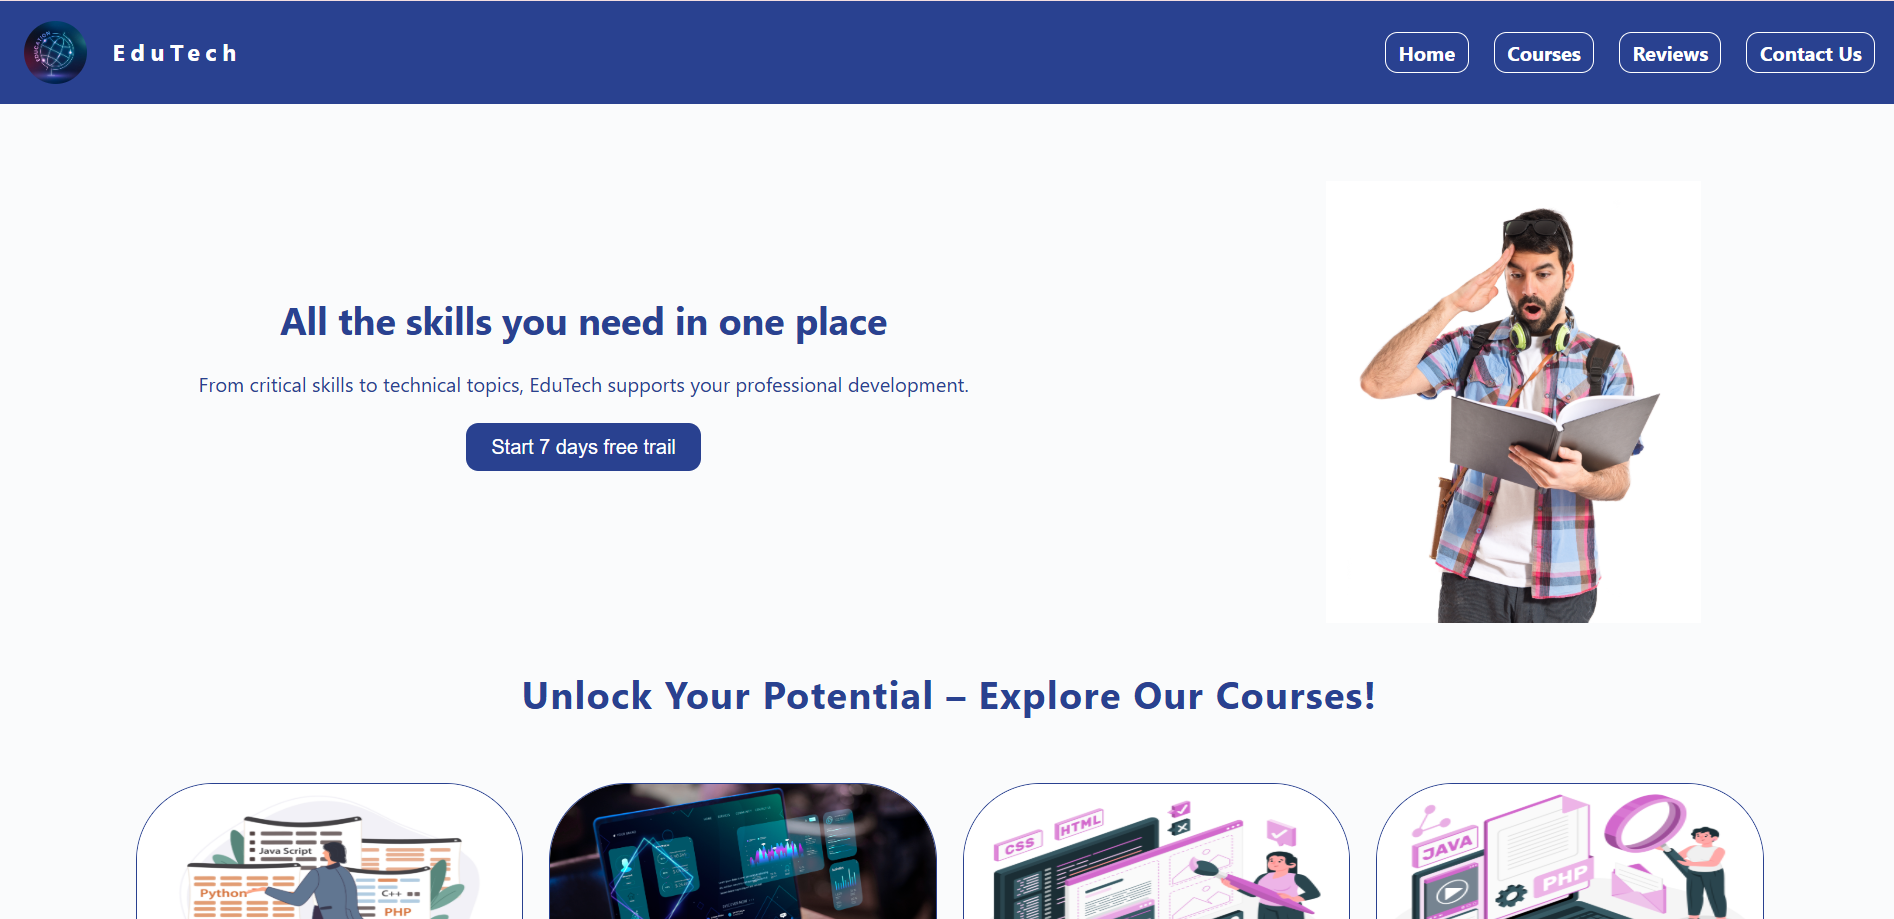 EDUCATION
EduTech
Home
Courses
Reviews
Contact Us
All the skills you need in one place
From critical skills to technical topics, EduTech supports your professional development.
Start 7 days free trail
Unlock Your Potential – Explore Our Courses!
Java Script
Python
C++
PHP
CSS
HTML
JAVA
PHP